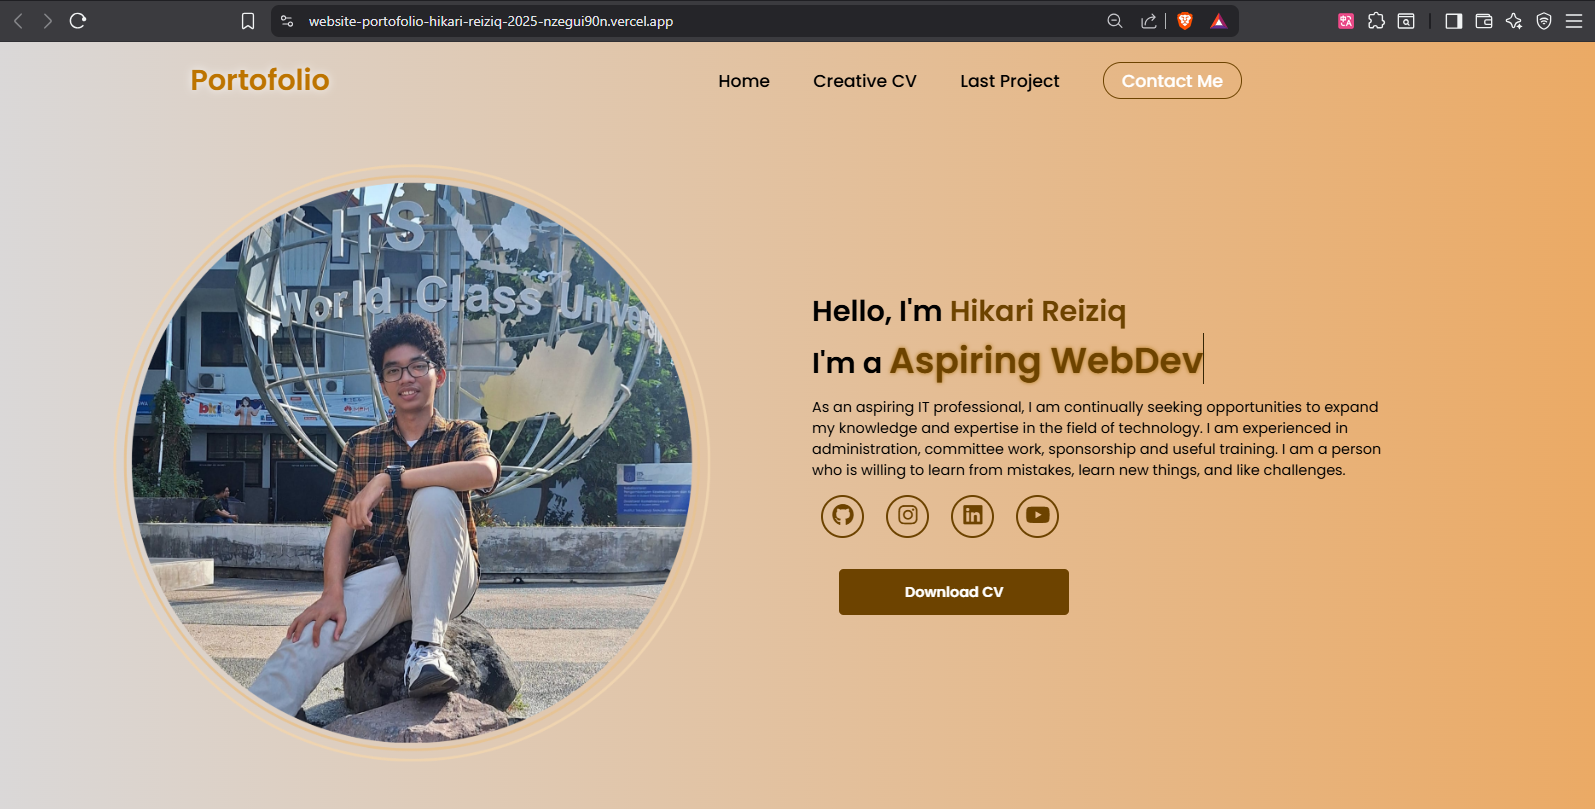 website-portofolio-hikari-reiziq-2025-nzegui90n.vercel.app
Portofolio
Home
Creative CV
Last Project
Contact Me
ITS
World Class Univers
Hello, I'm Hikari Reiziq
I'm a Aspiring WebDev
As an aspiring IT professional, I am continually seeking opportunities to expand
my knowledge and expertise in the field of technology. I am experienced in
administration, committee work, sponsorship and useful training. I am a person
who is willing to learn from mistakes, learn new things, and like challenges.
Download CV